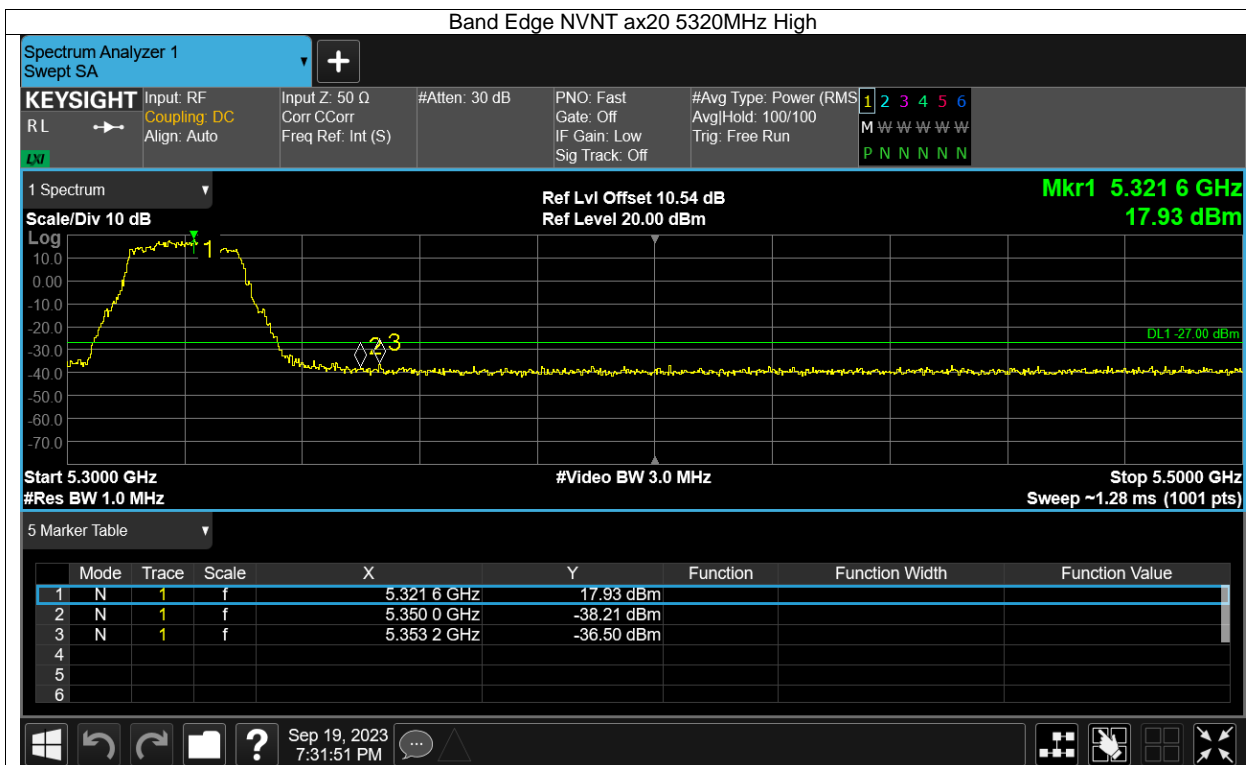 Band Edge NVNT ax20 5320MHz High
Spectrum Analyzer 1
Swept SA
KEYSIGHT
RL
LXI
Input: RF
Coupling: DC
Align: Auto
Input Z: 50 Ω
Corr CCorr
Freq Ref: Int (S)
#Atten: 30 dB
PNO: Fast
Gate: Off
IF Gain: Low
Sig Track: Off
#Avg Type: Power (RMS
Avg|Hold: 100/100
Trig: Free Run
1 2 3 4 5 6
M W W W W W
P N N N N N
1 Spectrum
Scale/Div 10 dB
Ref Lvl Offset 10.54 dB
Ref Level 20.00 dBm
Mkr1 5.321 6 GHz
17.93 dBm
Log
10.0
0.00
-10.0
-20.0
-30.0
-40.0
-50.0
-60.0
-70.0
1
2
3
DL1 -27.00 dBm
Start 5.3000 GHz
#Res BW 1.0 MHz
#Video BW 3.0 MHz
Stop 5.5000 GHz
Sweep ~1.28 ms (1001 pts)
5 Marker Table
Mode Trace Scale X Y Function Function Width Function Value
1 N 1 f 5.321 6 GHz 17.93 dBm
2 N 1 f 5.350 0 GHz -38.21 dBm
3 N 1 f 5.353 2 GHz -36.50 dBm
4
5
6
?
Sep 19, 2023
7:31:51 PM